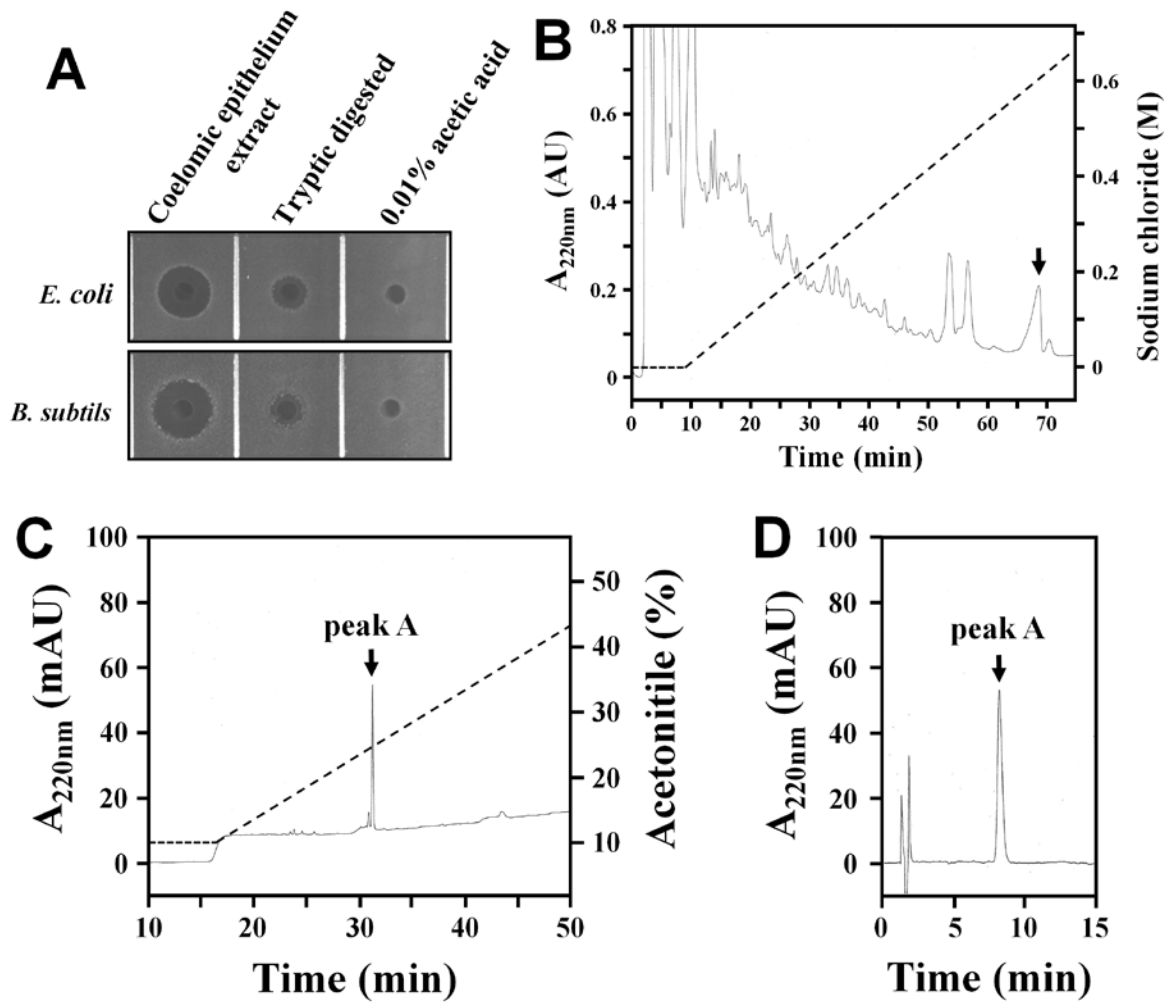 A
Coelomic epithelium
extract
Tryptic digested
0.01% acetic acid
E. coli
B. subtils
B
0.8
0.6
0.4
0.2
0
A220nm (AU)
0.6
0.4
0.2
0
Sodium chloride (M)
0 10 20 30 40 50 60 70
Time (min)
C
100
80
60
40
20
0
A220nm (mAU)
peak A
50
40
30
20
10
Acetonitile (%)
10 20 30 40 50
Time (min)
D
100
80
60
40
20
0
A220nm (mAU)
peak A
0 5 10 15
Time (min)